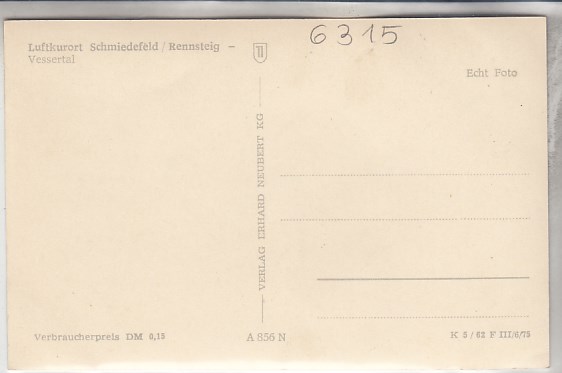 Luftkurort Schmiedefeld / Rennsteig –
Vessertal
6315
Echt Foto
VERLAG ERHARD NEUBERT KG
Verbraucherpreis DM 0,15
A 856 N
K 5 / 62 F III/6/75